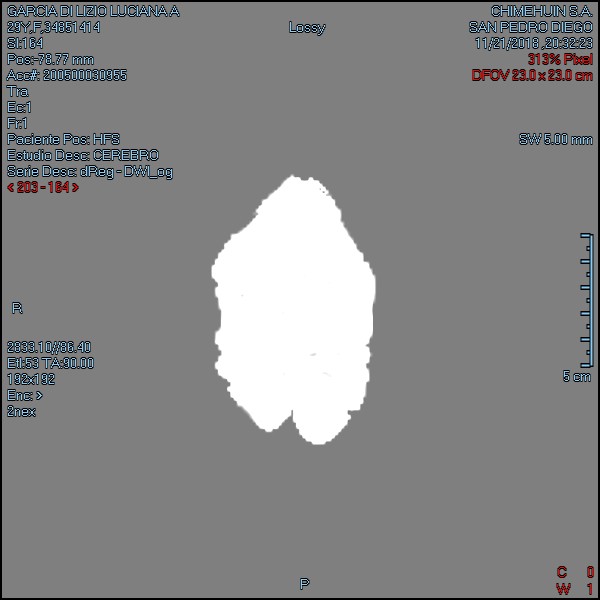 GARCIA DI LIZIO LUCIANA A
29Y,F,34851414
SI:164
Pos:-78.77 mm
Acc#: 200500030955
Tra
Ec:1
Fr:1
Paciente Pos: HFS
Estudio Desc: CEREBRO
Serie Desc: dReg - DWI_og
< 203 - 164 >
Lossy
CHIMEHUIN S.A.
SAN PEDRO DIEGO
11/21/2018 ,20:32:23
313% Pixel
DFOV 23.0 x 23.0 cm
SW 5.00 mm
R
2833.10//86.40
Etl:53 TA:90.00
192x192
Enc: >
2nex
5 cm
P
C 0
W 1